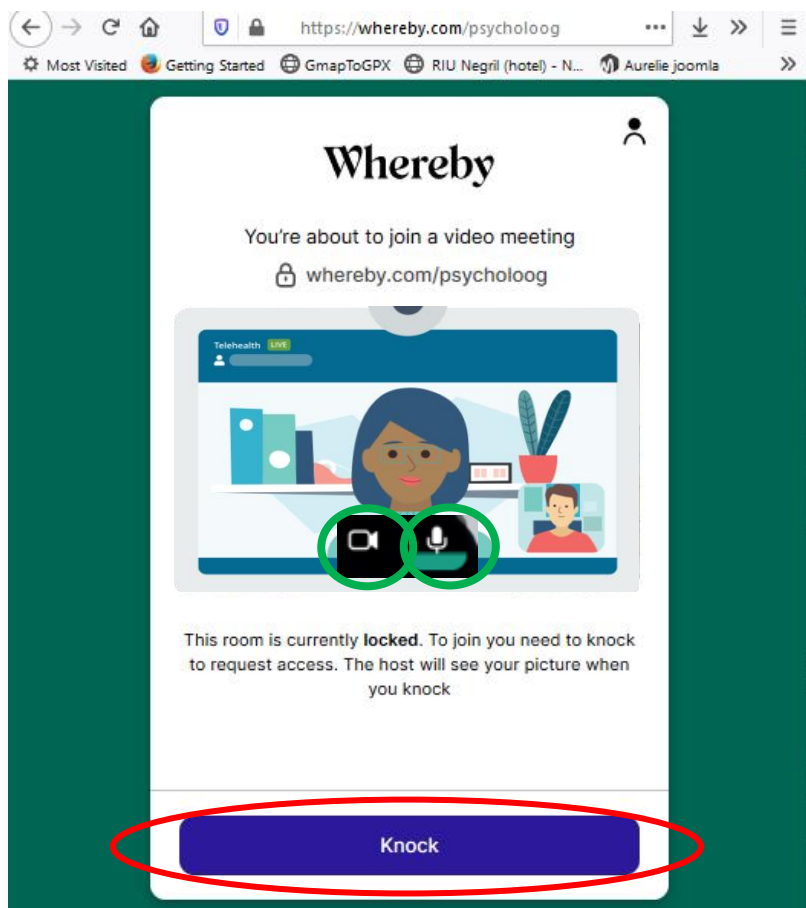 https://whereby.com/psycholoog
Most Visited Getting Started GmapToGPX RIU Negril (hotel) - N... Aurelie joomla
Whereby
You're about to join a video meeting
whereby.com/psycholoog
Telehealth LIVE
This room is currently locked. To join you need to knock
to request access. The host will see your picture when
you knock
Knock